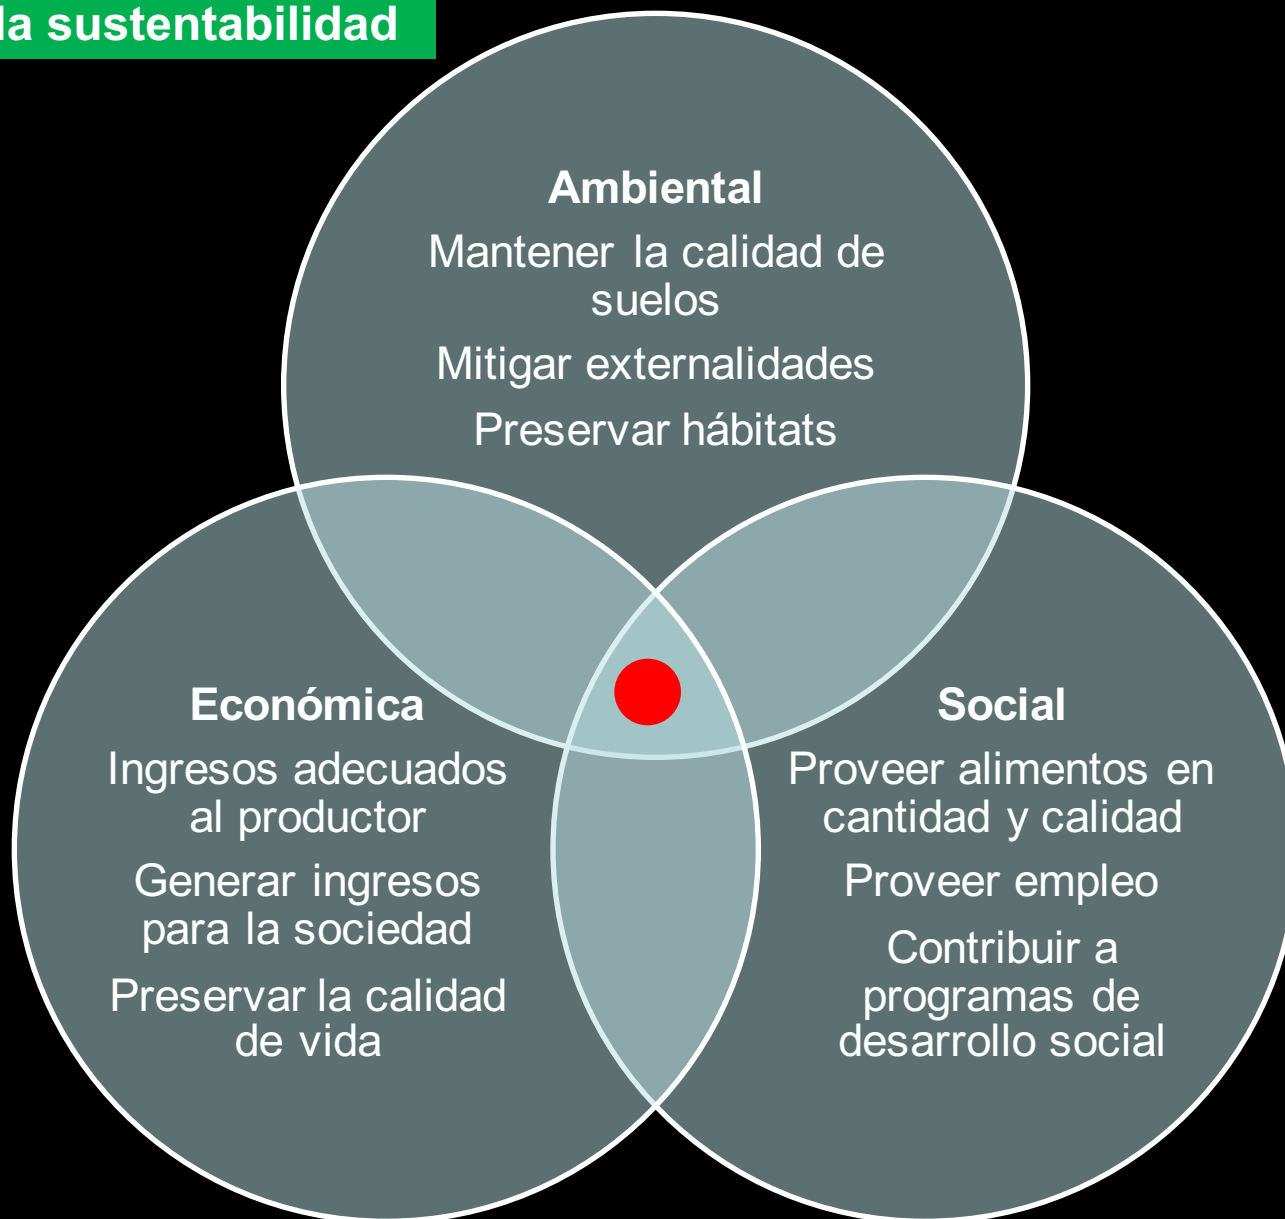 la sustentabilidad
Ambiental
Mantener la calidad de
suelos
Mitigar externalidades
Preservar hábitats
Económica
Ingresos adecuados
al productor
Generar ingresos
para la sociedad
Preservar la calidad
de vida
Social
Proveer alimentos en
cantidad y calidad
Proveer empleo
Contribuir a
programas de
desarrollo social